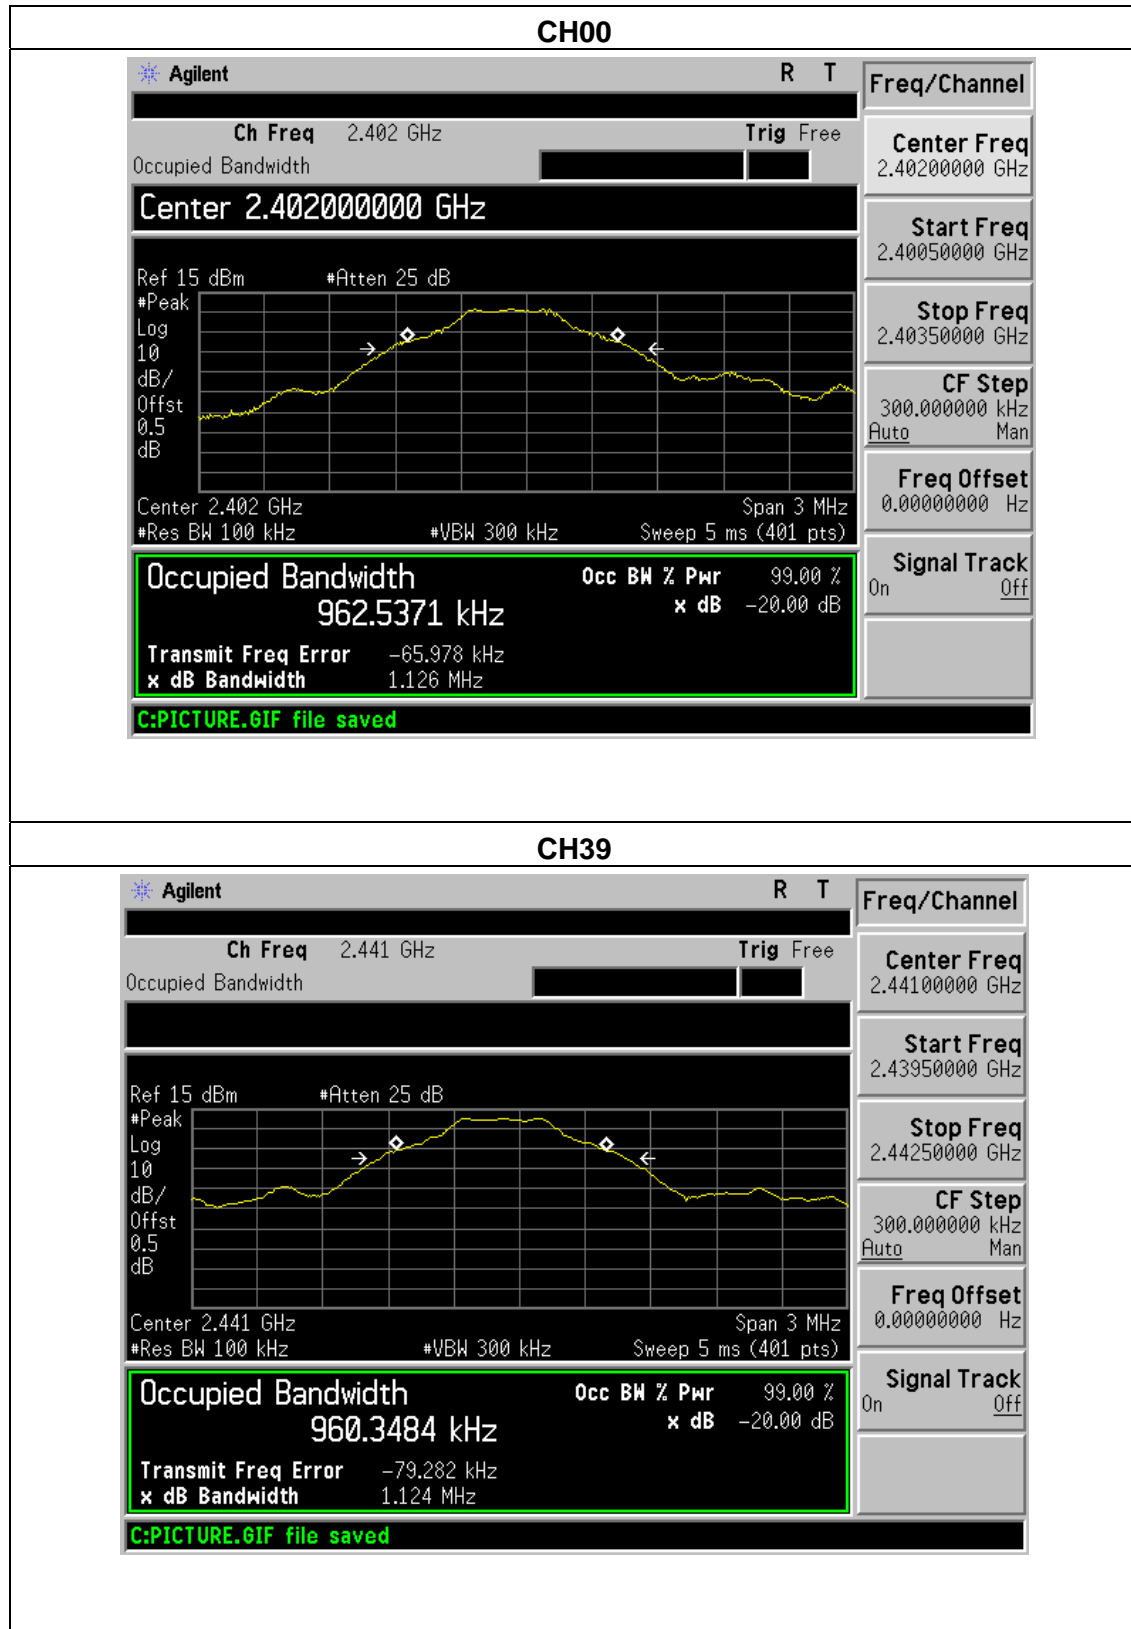 CH00
Agilent R T
Freq/Channel
Ch Freq 2.402 GHz Trig Free
Occupied Bandwidth
Center 2.402000000 GHz
Ref 15 dBm #Atten 25 dB
#Peak
Log
10
dB/
Offst
0.5
dB
Center 2.402 GHz Span 3 MHz
#Res BW 100 kHz #VBW 300 kHz Sweep 5 ms (401 pts)
Occupied Bandwidth Occ BW % Pwr 99.00 %
962.5371 kHz x dB -20.00 dB
Transmit Freq Error -65.978 kHz
x dB Bandwidth 1.126 MHz
C:PICTURE.GIF file saved
Center Freq
2.40200000 GHz
Start Freq
2.40050000 GHz
Stop Freq
2.40350000 GHz
CF Step
300.000000 kHz
Auto Man
Freq Offset
0.00000000 Hz
Signal Track
On Off
CH39
Agilent R T
Freq/Channel
Ch Freq 2.441 GHz Trig Free
Occupied Bandwidth
Ref 15 dBm #Atten 25 dB
#Peak
Log
10
dB/
Offst
0.5
dB
Center 2.441 GHz Span 3 MHz
#Res BW 100 kHz #VBW 300 kHz Sweep 5 ms (401 pts)
Occupied Bandwidth Occ BW % Pwr 99.00 %
960.3484 kHz x dB -20.00 dB
Transmit Freq Error -79.282 kHz
x dB Bandwidth 1.124 MHz
C:PICTURE.GIF file saved
Center Freq
2.44100000 GHz
Start Freq
2.43950000 GHz
Stop Freq
2.44250000 GHz
CF Step
300.000000 kHz
Auto Man
Freq Offset
0.00000000 Hz
Signal Track
On Off